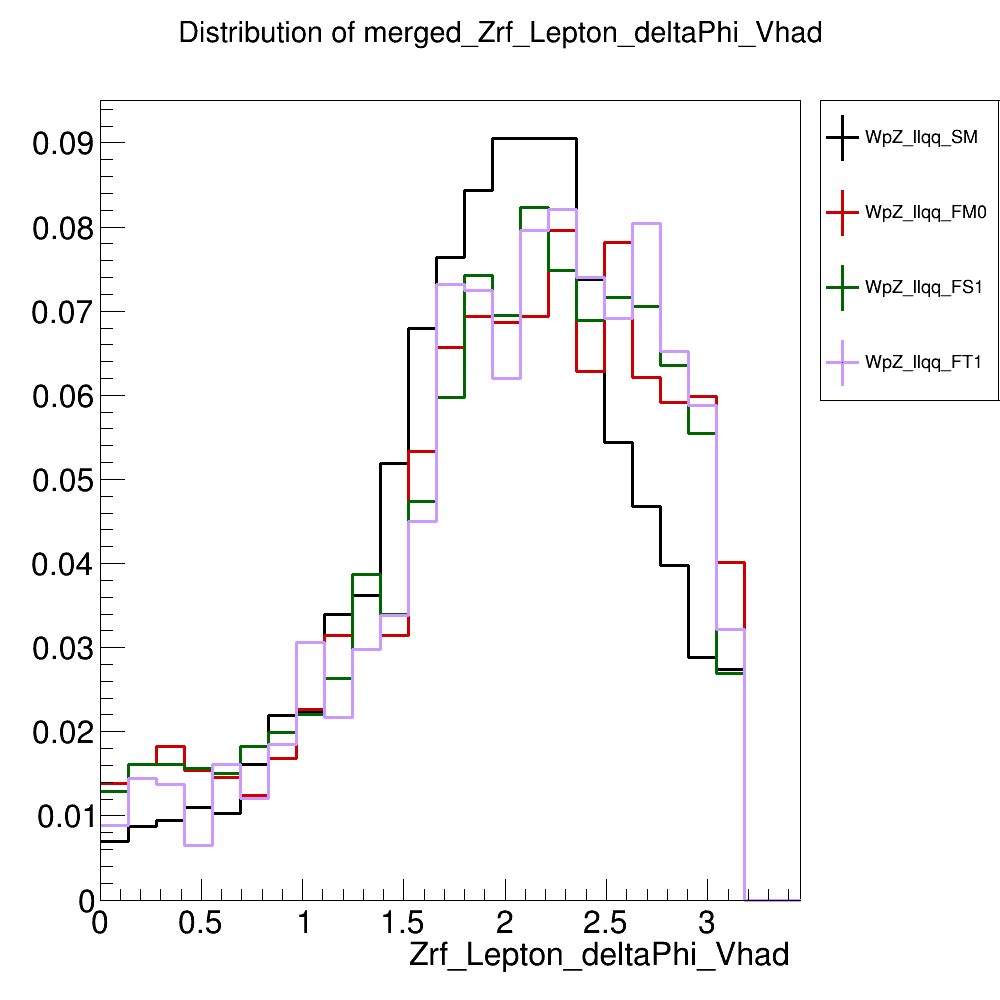 Distribution of merged_Zrf_Lepton_deltaPhi_Vhad
0.09
0.08
0.07
0.06
0.05
0.04
0.03
0.02
0.01
0
0 0.5 1 1.5 2 2.5 3
Zrf_Lepton_deltaPhi_Vhad
WpZ_llqq_SM
WpZ_llqq_FM0
WpZ_llqq_FS1
WpZ_llqq_FT1